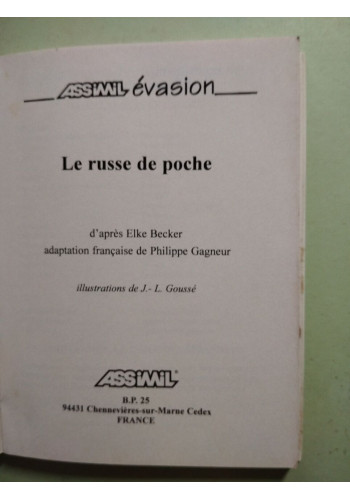 ASSIMIL évasion
Le russe de poche
d'après Elke Becker
adaptation française de Philippe Gagneur
illustrations de J.- L. Goussé
ASSIMIL
B.P. 25
94431 Chennevières-sur-Marne Cedex
FRANCE